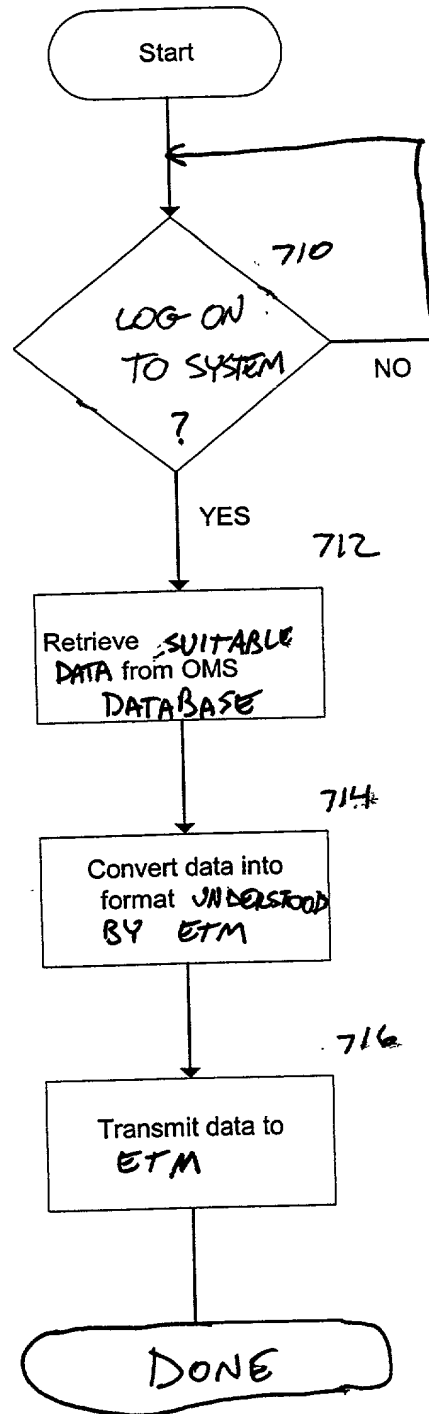 Start
710
LOG ON
TO SYSTEM
?
NO
YES
712
Retrieve SUITABLE
DATA from OMS
DATABASE
714
Convert data into
format UNDERSTOOD
BY ETM
716
Transmit data to
ETM
DONE